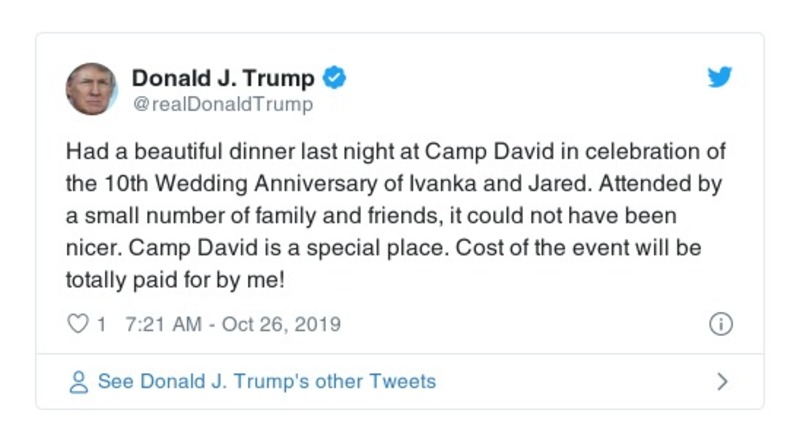 Donald J. Trump
@realDonaldTrump
Had a beautiful dinner last night at Camp David in celebration of
the 10th Wedding Anniversary of Ivanka and Jared. Attended by
a small number of family and friends, it could not have been
nicer. Camp David is a special place. Cost of the event will be
totally paid for by me!
1 7:21 AM - Oct 26, 2019
See Donald J. Trump's other Tweets